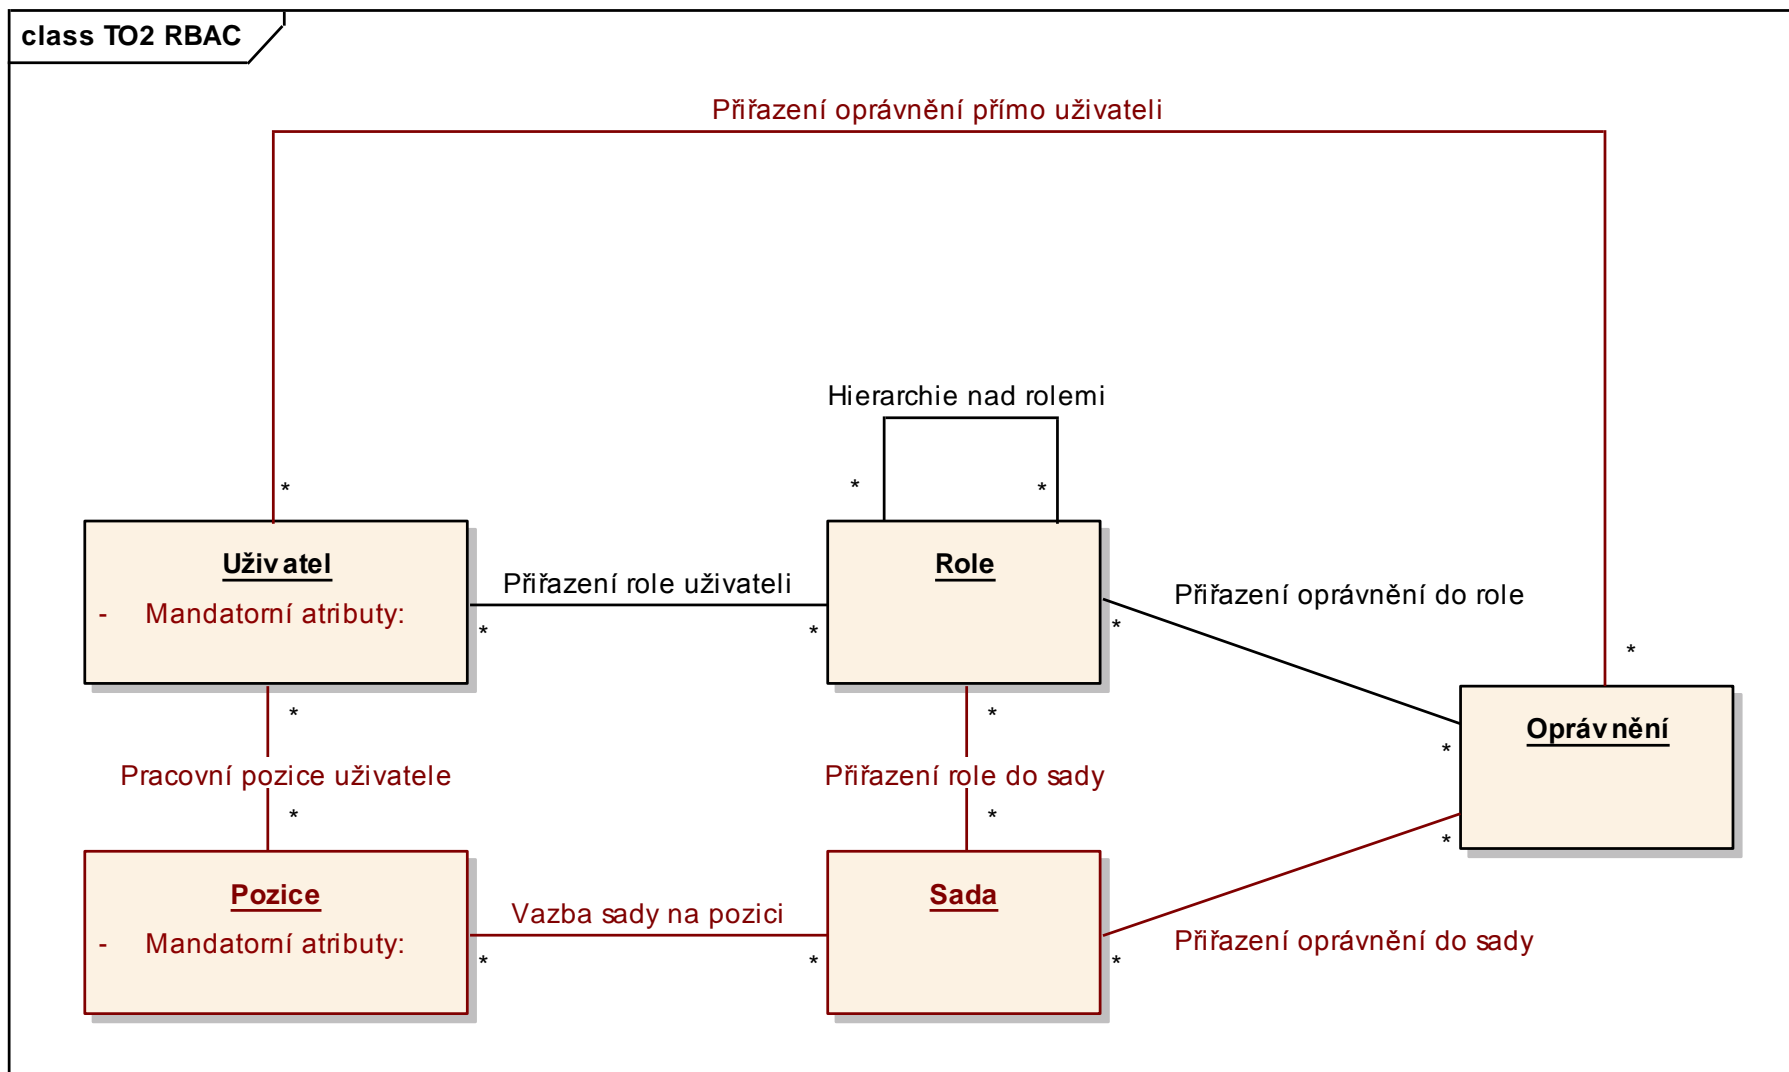 class TO2 RBAC
Přiřazení oprávnění přímo uživateli
Hierarchie nad rolemi
*
*
*
*
Uživatel
- Mandatorní atributy:
Přiřazení role uživateli
*
*
Role
Přiřazení oprávnění do role
*
*
Oprávnění
*
*
Pracovní pozice uživatele
*
Přiřazení role do sady
*
*
Pozice
- Mandatorní atributy:
Vazba sady na pozici
*
*
Sada
Přiřazení oprávnění do sady
*
*